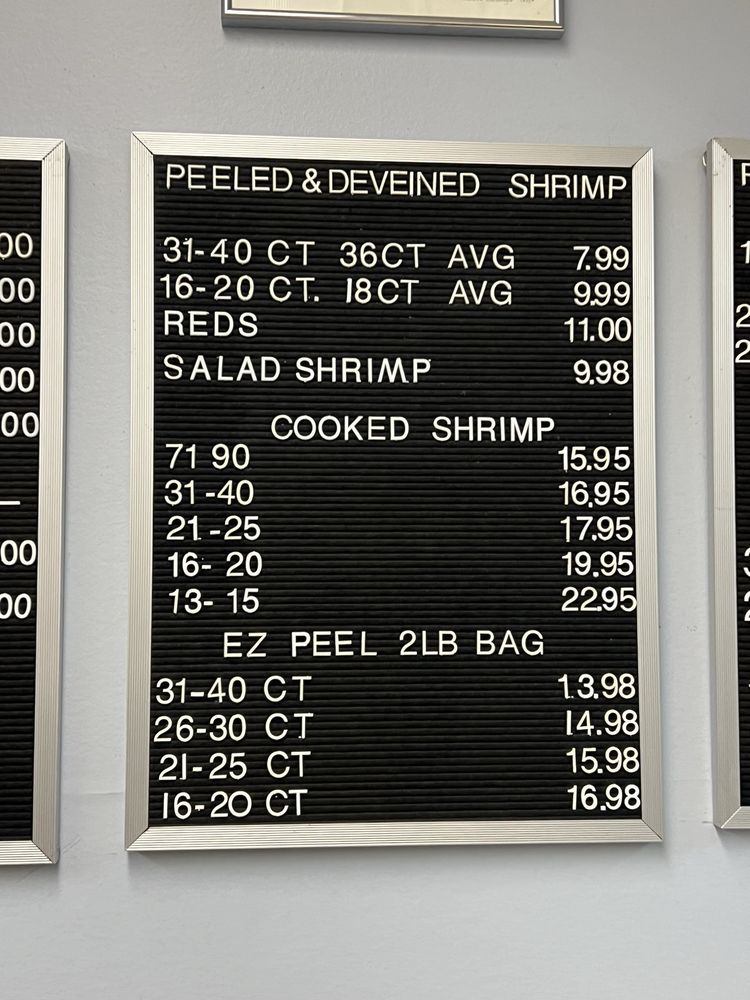 PEELED & DEVEINED SHRIMP
31-40 CT 36CT AVG 7.99
16-20 CT. 18CT AVG 9.99
REDS 11.00
SALAD SHRIMP 9.98
COOKED SHRIMP
71 90 15.95
31-40 16.95
21-25 17.95
16- 20 19.95
13- 15 22.95
EZ PEEL 2LB BAG
31-40 CT 13.98
26-30 CT 14.98
21-25 CT 15.98
16-20 CT 16.98